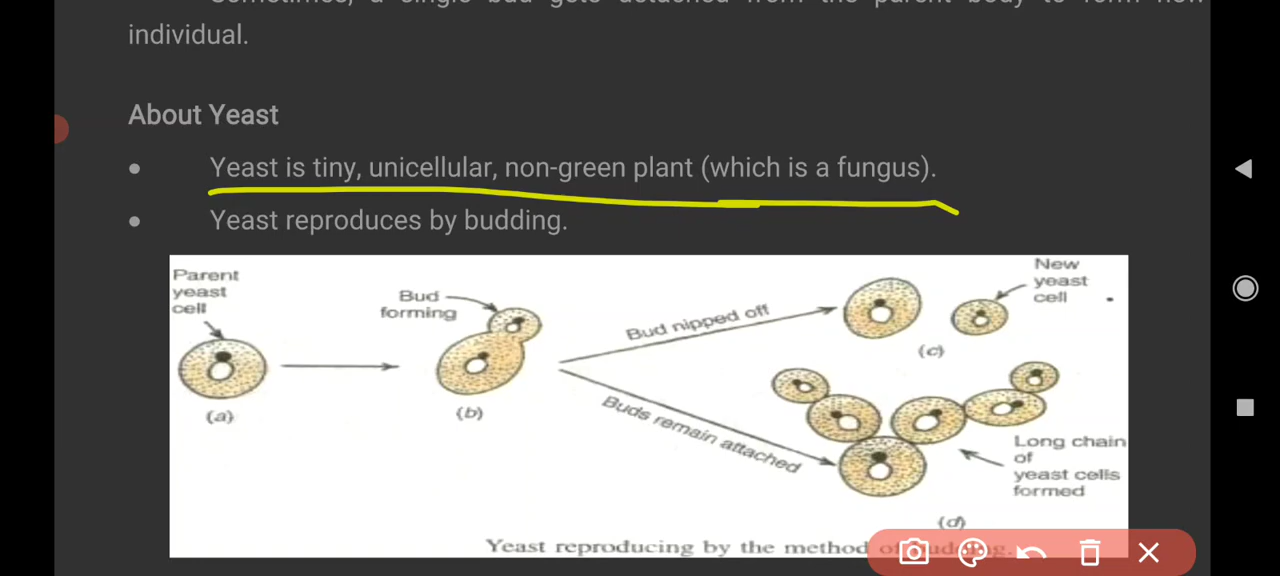 individual.
About Yeast
• Yeast is tiny, unicellular, non-green plant (which is a fungus).
• Yeast reproduces by budding.
Parent
yeast
cell
(a)
Bud
forming
(b)
Bud nipped off
New
yeast
cell
(c)
Buds remain attached
Long chain
of
yeast cells
formed
(d)
Yeast reproducing by the method of budding.